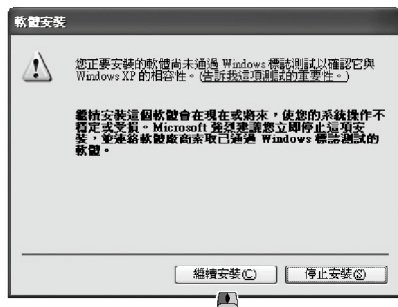 軟體安裝
您正要安裝的軟體尚未通過 Windows 標誌測試以確認它與
Windows XP 的相容性。(告訴我這項測試的重要性。)
繼續安裝這個軟體會在現在或將來,使您的系統操作不
穩定或受損。Microsoft 強烈建議您立即停止這項安
裝,並連絡軟體廠商索取已通過 Windows 標誌測試的
軟體。
繼續安裝(C) 停止安裝(S)